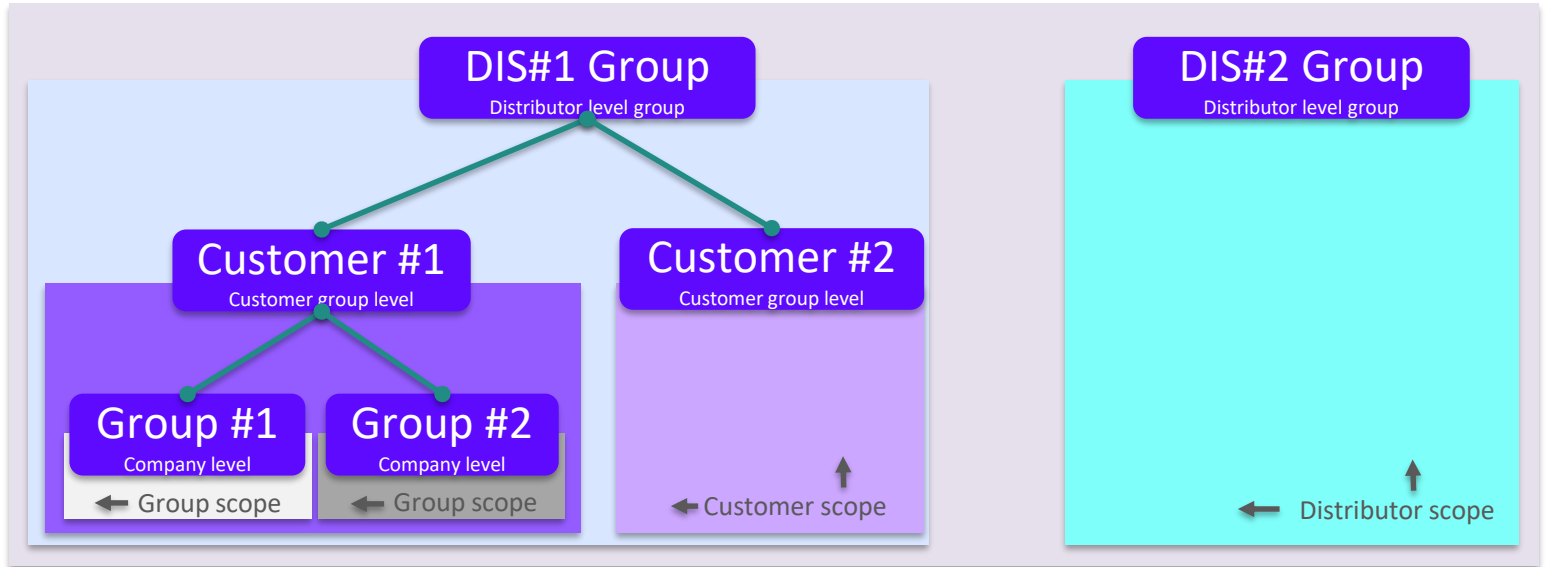 DIS#1 Group
Distributor level group
DIS#2 Group
Distributor level group
Customer #1
Customer group level
Customer #2
Customer group level
Group #1
Company level
Group #2
Company level
Group scope
Group scope
Customer scope
Distributor scope